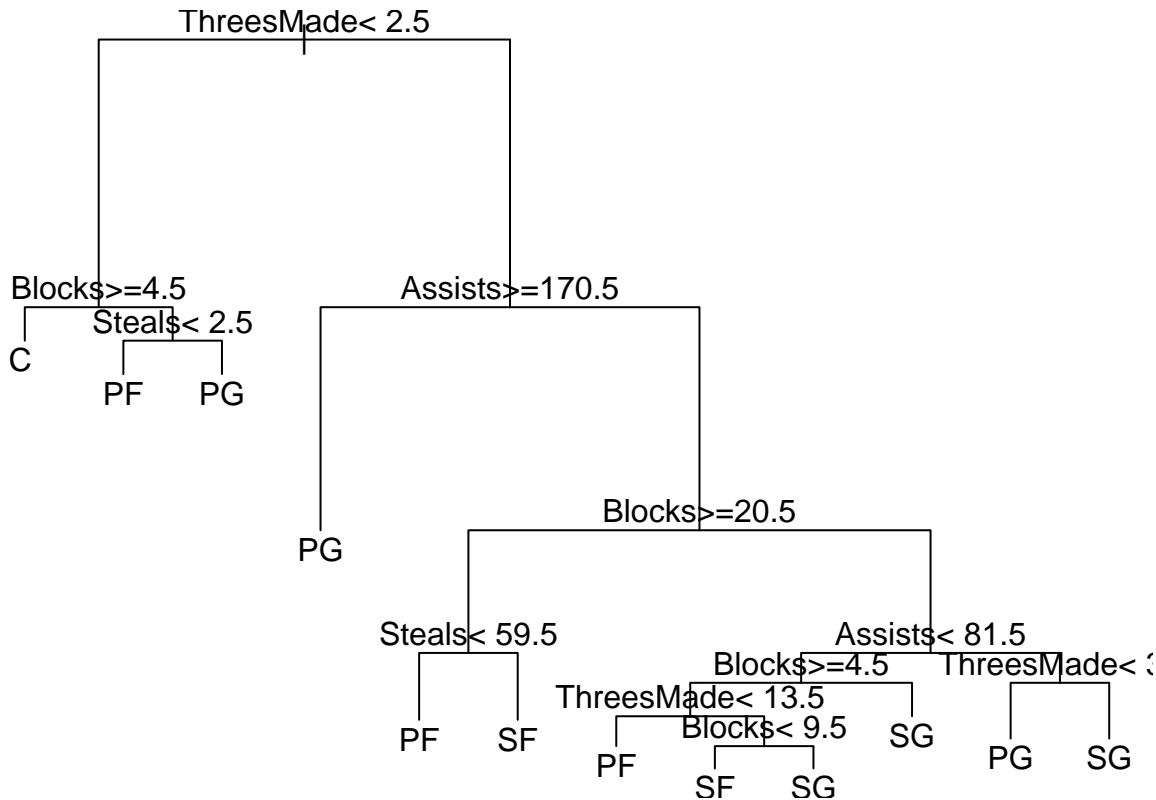 ThreesMade< 2.5
Blocks>=4.5
Assists>=170.5
Steals< 2.5
C
PF
PG
Blocks>=20.5
PG
Steals< 59.5
Assists< 81.5
Blocks>=4.5
ThreesMade< 3
ThreesMade< 13.5
Blocks< 9.5
PF
SF
PF
SG
PG
SG
SF
SG